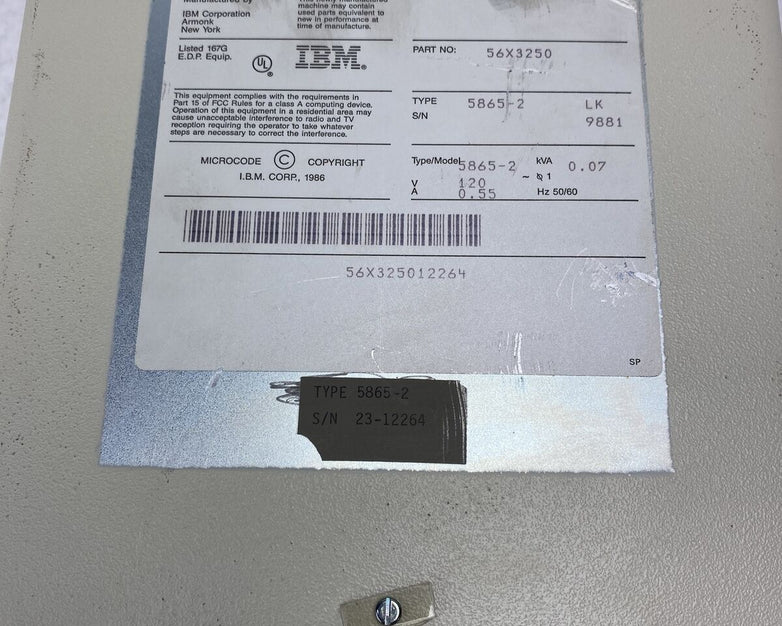 Manufactured by
IBM Corporation
Armonk
New York
This newly manufactured
machine may contain
used parts equivalent to
new in performance at
time of manufacture.
Listed 167G
E.D.P. Equip.
UL
IBM®
PART NO: 56X3250
This equipment complies with the requirements in
Part 15 of FCC Rules for a class A computing device.
Operation of this equipment in a residential area may
cause unacceptable interference to radio and TV
reception requiring the operator to take whatever
steps are necessary to correct the interference.
TYPE 5865-2 LK
S/N 9881
MICROCODE © COPYRIGHT
I.B.M. CORP., 1986
Type/Model 5865-2 kVA 0.07
V 120 ~ ϕ 1
A 0.55 Hz 50/60
56X325012264
SP
TYPE 5865-2
S/N 23-12264